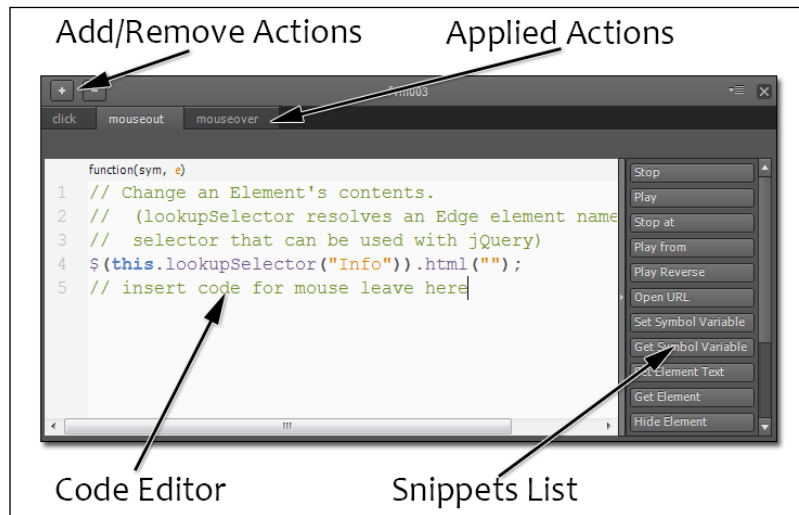 Add/Remove Actions Applied Actions
+ -
click mouseout mouseover
function(sym, e)
1 // Change an Element's contents.
2 //  (lookupSelector resolves an Edge element name
3 //  selector that can be used with jQuery)
4 $(this.lookupSelector("Info")).html("");
5 // insert code for mouse leave here
Stop
Play
Stop at
Play from
Play Reverse
Open URL
Set Symbol Variable
Get Symbol Variable
Get Element Text
Get Element
Hide Element
Code Editor Snippets List